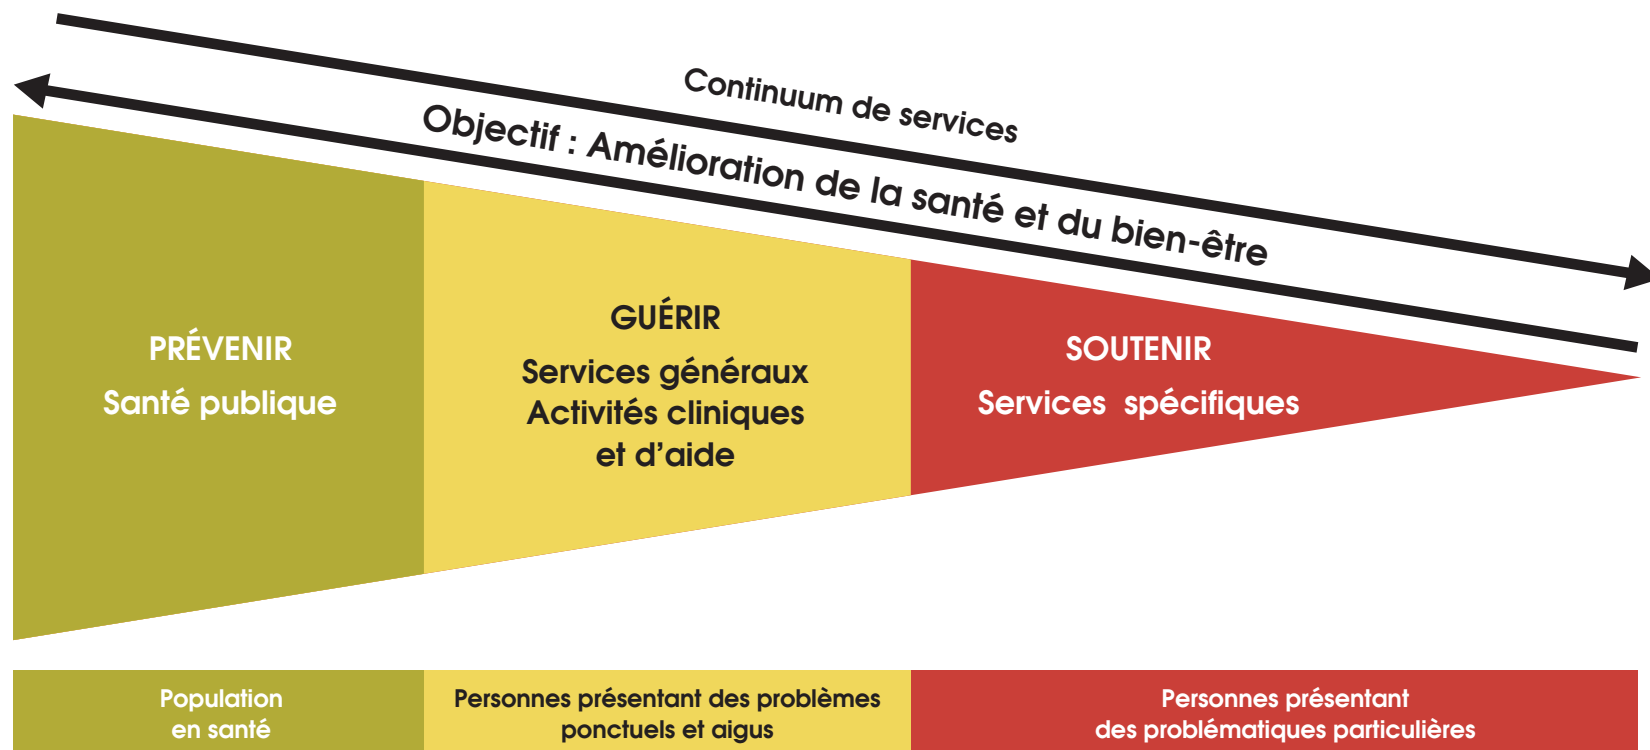 Continuum de services
Objectif : Amélioration de la santé et du bien-être
PRÉVENIR
Santé publique
GUÉRIR
Services généraux
Activités cliniques
et d’aide
SOUTENIR
Services spécifiques
Population
en santé
Personnes présentant des problèmes
ponctuels et aigus
Personnes présentant
des problématiques particulières